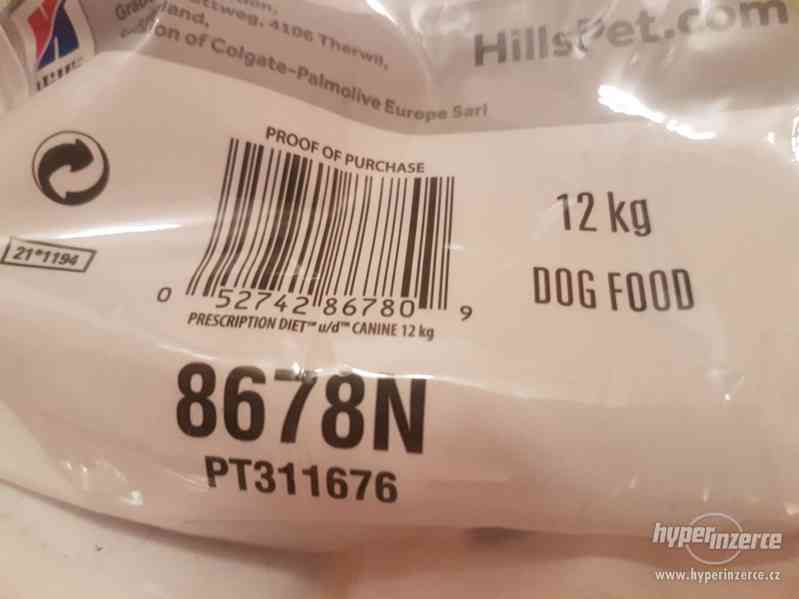 4106 Therwil,
of Colgate-Palmolive Europe Sarl
HillsPet.com
PROOF OF PURCHASE
21*1194
0 52742 86780 9
PRESCRIPTION DIET™ u/d™ CANINE 12 kg
12 kg
DOG FOOD
8678N
PT311676
hyperinzerce
www.hyperinzerce.cz